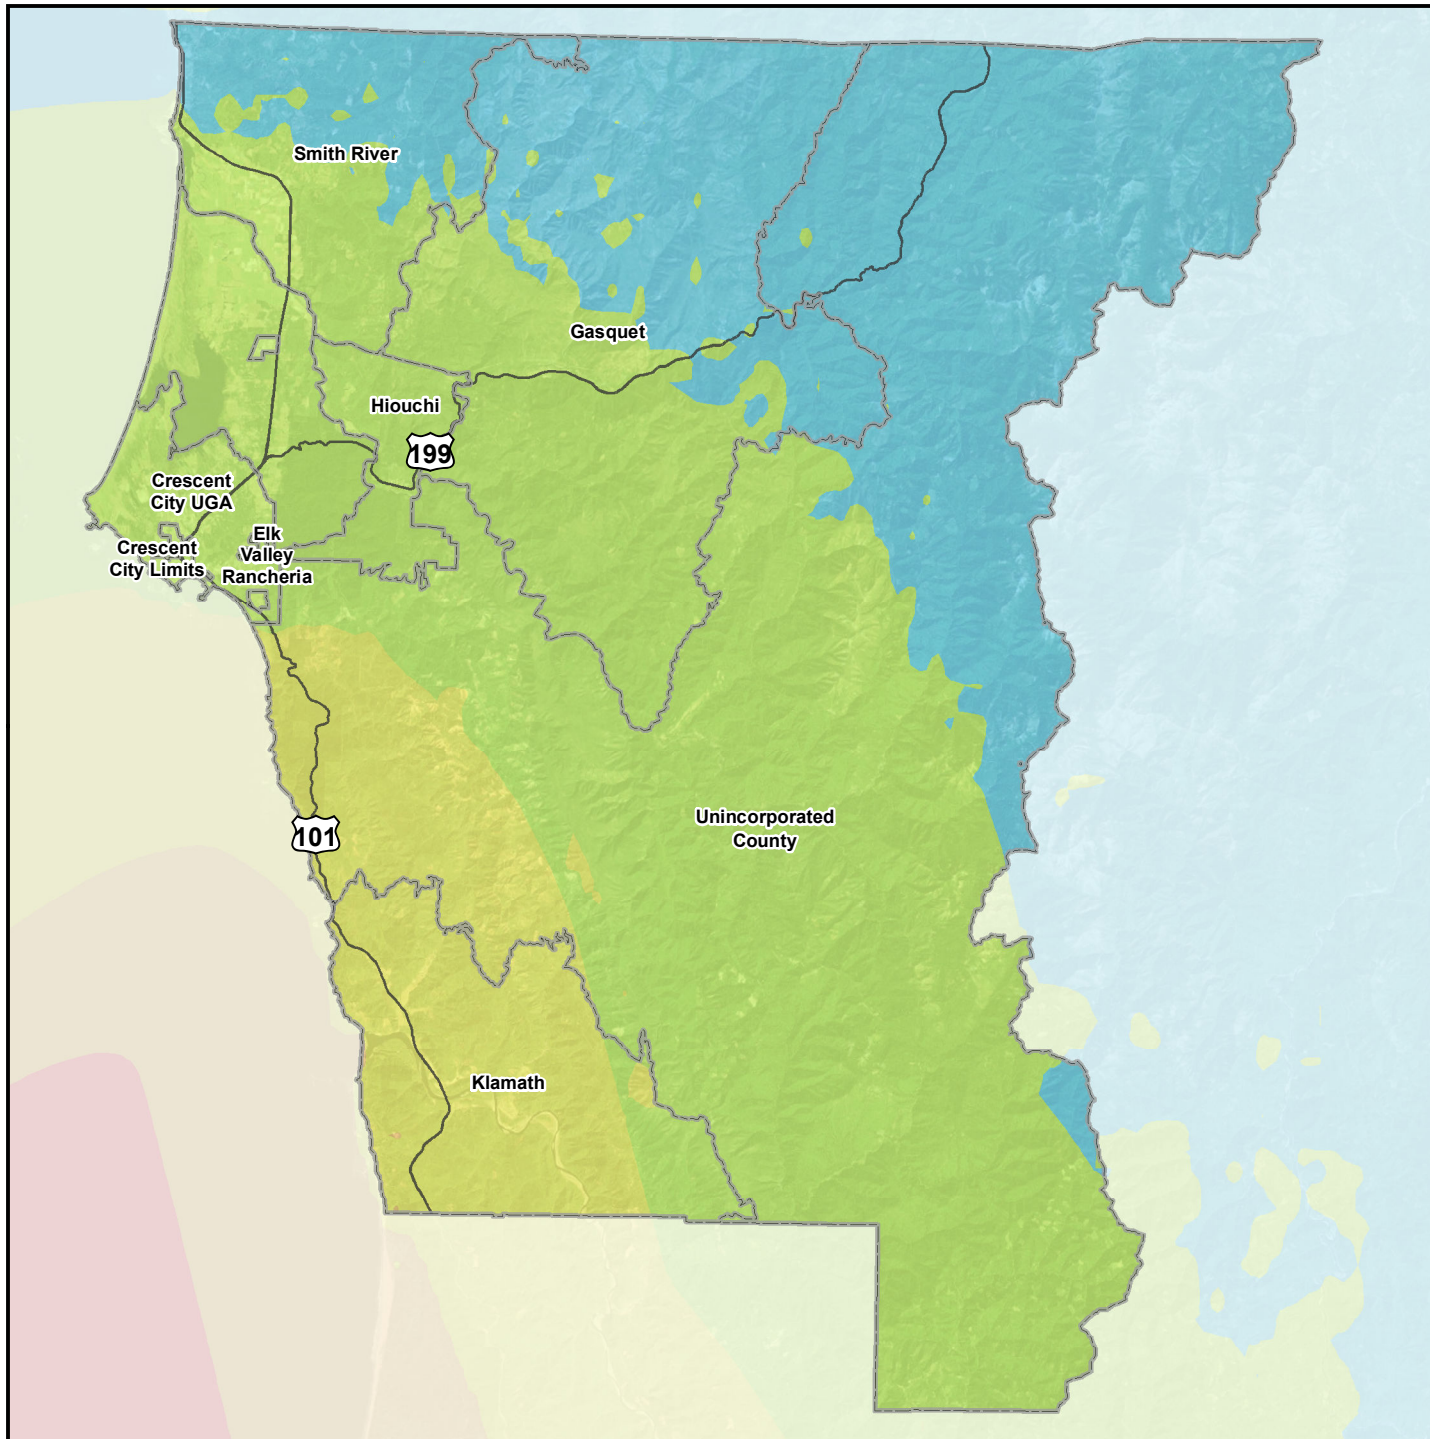 Smith River
Gasquet
Hiouchi
199
Crescent
City UGA
Elk
Valley
Rancheria
Crescent
City Limits
101
Unincorporated
County
Klamath